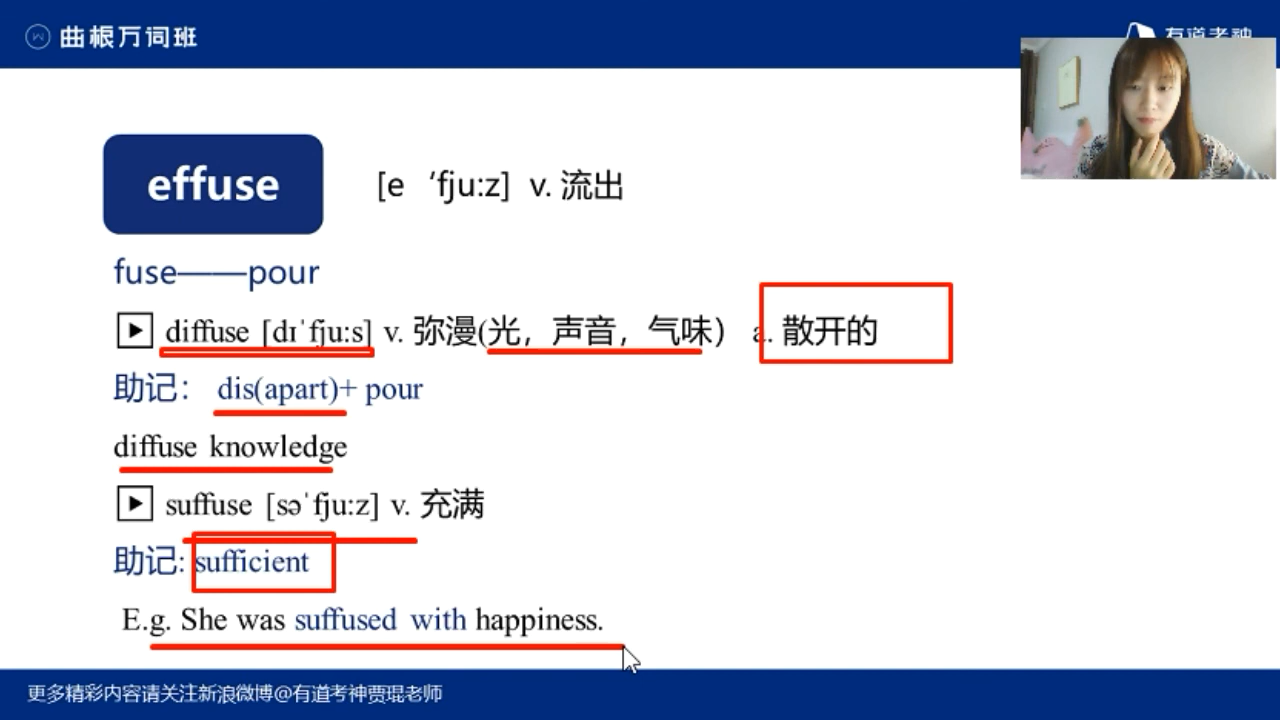 曲根万词班
有道考神
effuse
[e ‘fju:z] v. 流出
fuse——pour
diffuse [dɪˈfju:s] v. 弥漫(光，声音，气味） a. 散开的
助记： dis(apart)+ pour
diffuse knowledge
suffuse [səˈfju:z] v. 充满
助记: sufficient
E.g. She was suffused with happiness.
更多精彩内容请关注新浪微博@有道考神贾琨老师